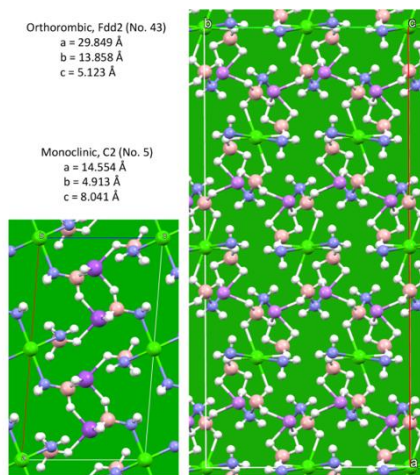 Orthorombic, Fdd2 (No. 43)
a = 29.849 Å
b = 13.858 Å
c = 5.123 Å
Monoclinic, C2 (No. 5)
a = 14.554 Å
b = 4.913 Å
c = 8.041 Å
b
a